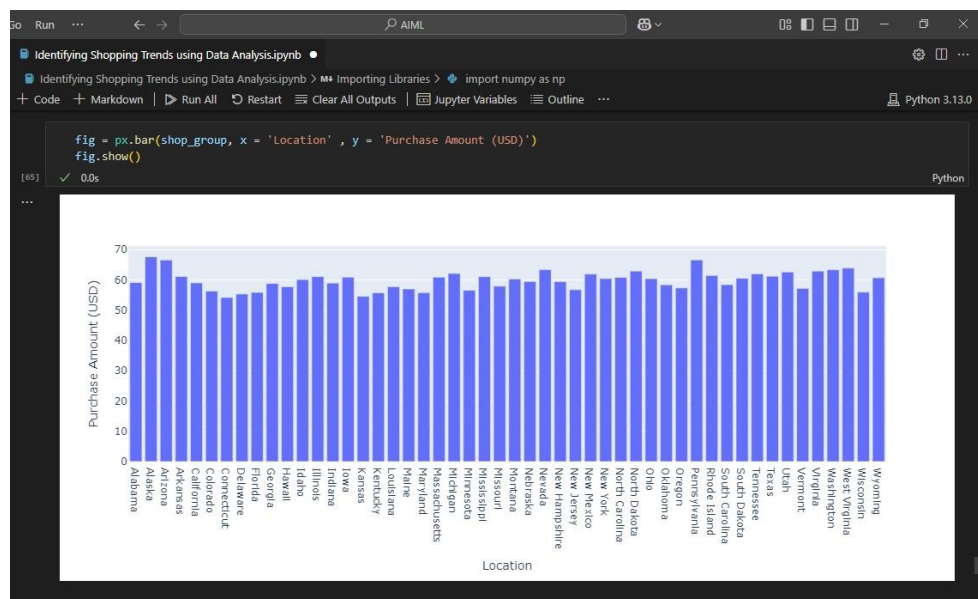 Go Run ... AIML
Identifying Shopping Trends using Data Analysis.ipynb
Identifying Shopping Trends using Data Analysis.ipynb > M↓ Importing Libraries > import numpy as np
+ Code + Markdown | Run All Restart Clear All Outputs | Jupyter Variables Outline ... Python 3.13.0
fig = px.bar(shop_group, x = 'Location' , y = 'Purchase Amount (USD)')
fig.show()
[65] ✓ 0.0s Python
...
70
60
50
40
30
20
10
0
Purchase Amount (USD)
Alabama
Alaska
Arizona
Arkansas
California
Colorado
Connecticut
Delaware
Florida
Georgia
Hawaii
Idaho
Illinois
Indiana
Iowa
Kansas
Kentucky
Louisiana
Maine
Maryland
Massachusetts
Michigan
Minnesota
Mississippi
Missouri
Montana
Nebraska
Nevada
New Hampshire
New Jersey
New Mexico
New York
North Carolina
North Dakota
Ohio
Oklahoma
Oregon
Pennsylvania
Rhode Island
South Carolina
South Dakota
Tennessee
Texas
Utah
Vermont
Virginia
Washington
West Virginia
Wisconsin
Wyoming
Location